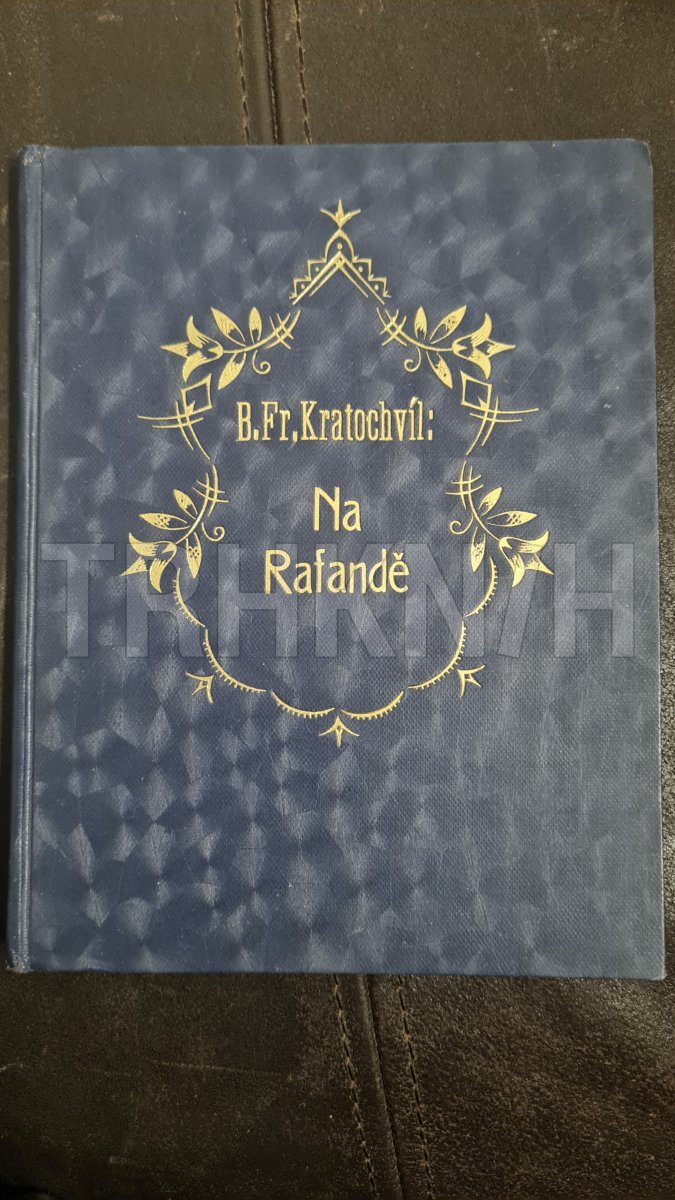 B.Fr.Kratochvíl:
Na
Rafandě
TRHKNIH